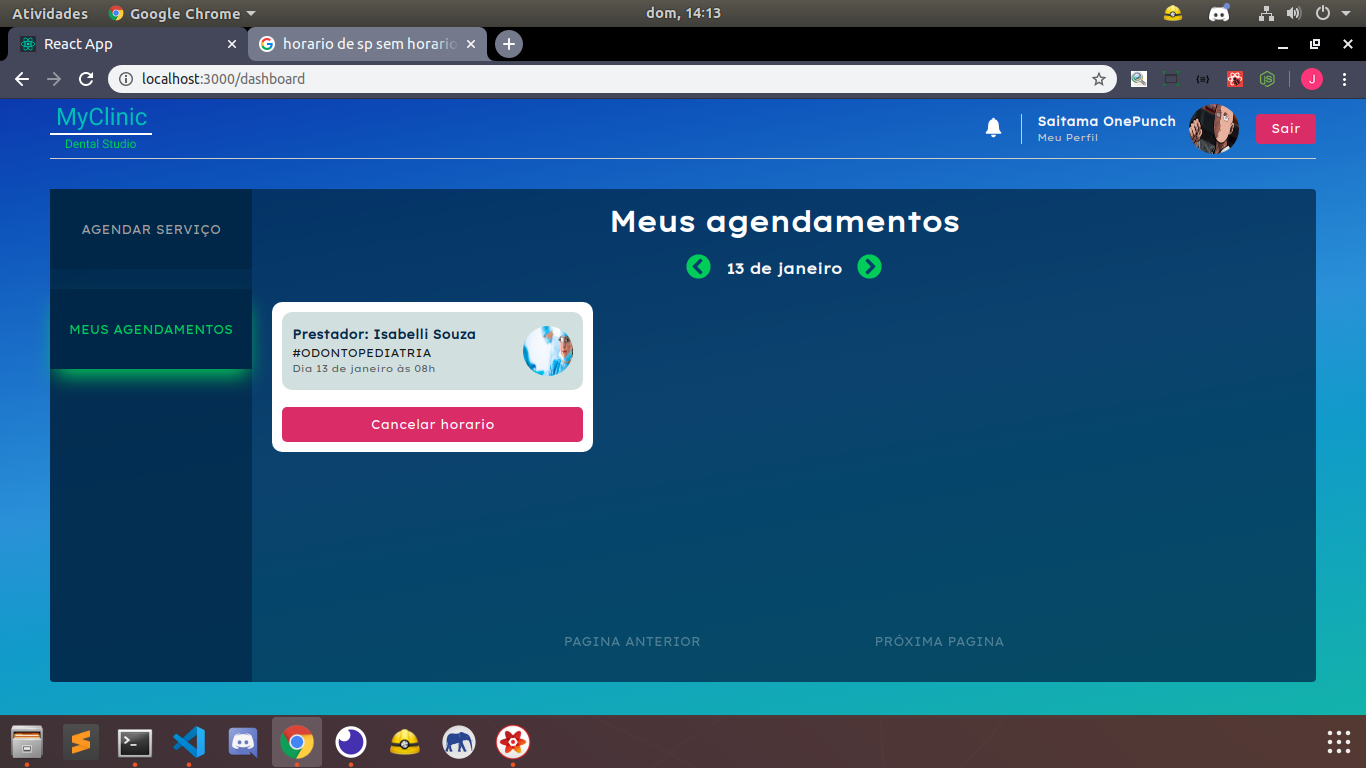 Atividades
Google Chrome
dom, 14:13
React App
horario de sp sem horario
localhost:3000/dashboard
J
MyClinic
Dental Studio
Saitama OnePunch
Meu Perfil
Sair
AGENDAR SERVIÇO
MEUS AGENDAMENTOS
Meus agendamentos
13 de janeiro
Prestador: Isabelli Souza
#ODONTOPEDIATRIA
Dia 13 de janeiro às 08h
Cancelar horario
PAGINA ANTERIOR
PRÓXIMA PAGINA